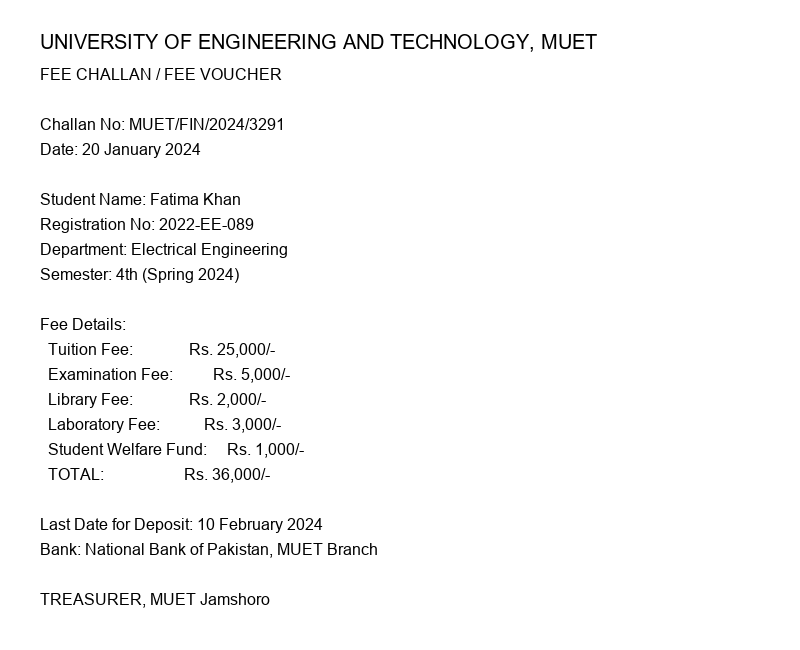 UNIVERSITY OF ENGINEERING AND TECHNOLOGY, MUET
FEE CHALLAN / FEE VOUCHER
Challan No: MUET/FIN/2024/3291
Date: 20 January 2024
Student Name: Fatima Khan
Registration No: 2022-EE-089
Department: Electrical Engineering
Semester: 4th (Spring 2024)
Fee Details:
Tuition Fee: Rs. 25,000/-
Examination Fee: Rs. 5,000/-
Library Fee: Rs. 2,000/-
Laboratory Fee: Rs. 3,000/-
Student Welfare Fund: Rs. 1,000/-
TOTAL: Rs. 36,000/-
Last Date for Deposit: 10 February 2024
Bank: National Bank of Pakistan, MUET Branch
TREASURER, MUET Jamshoro